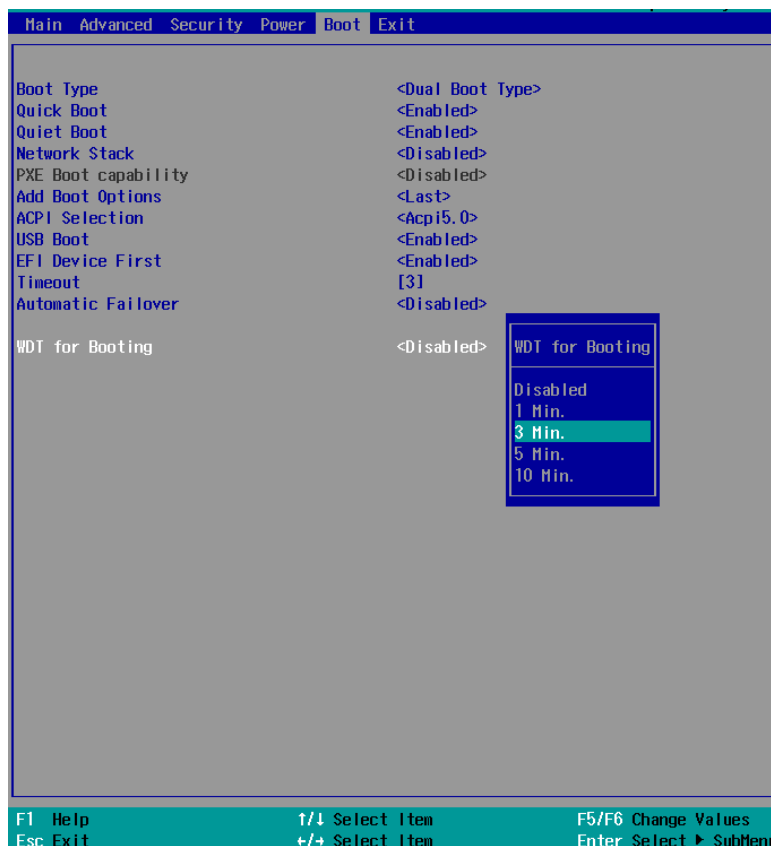 Main Advanced Security Power Boot Exit
Boot Type <Dual Boot Type>
Quick Boot <Enabled>
Quiet Boot <Enabled>
Network Stack <Disabled>
PXE Boot capability <Disabled>
Add Boot Options <Last>
ACPI Selection <Acpi5.0>
USB Boot <Enabled>
EFI Device First <Enabled>
Timeout [3]
Automatic Failover <Disabled>
WDT for Booting <Disabled>
WDT for Booting
Disabled
1 Min.
3 Min.
5 Min.
10 Min.
F1 Help ↑/↓ Select Item F5/F6 Change Values
Esc Exit ←/→ Select Item Enter Select ▶ SubMenu